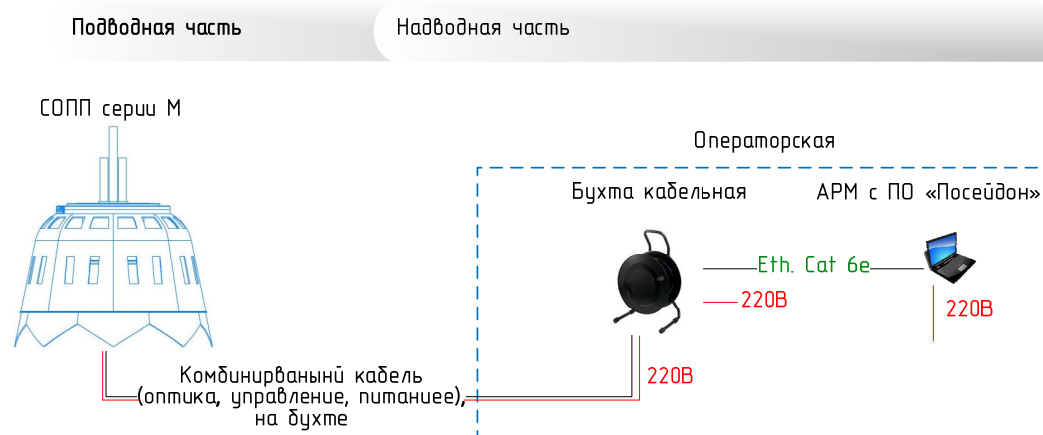 Подводная часть
Надводная часть
СОПП серии М
Операторская
Бухта кабельная
АРМ с ПО «Посейдон»
Eth. Cat 6e
220В
220В
220В
Комбинирванынй кабель
(оптика, управление, питаниее),
на бухте